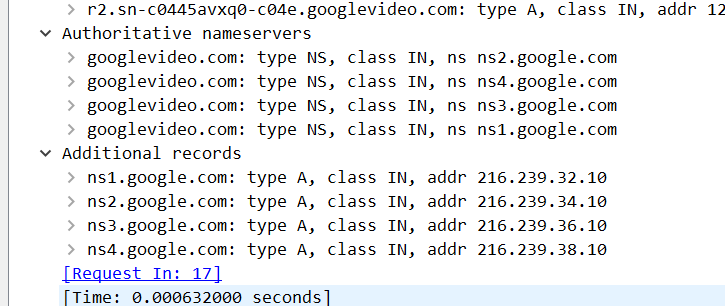 r2.sn-c0445avxq0-c04e.googlevideo.com: type A, class IN, addr 12
Authoritative nameservers
googlevideo.com: type NS, class IN, ns ns2.google.com
googlevideo.com: type NS, class IN, ns ns4.google.com
googlevideo.com: type NS, class IN, ns ns3.google.com
googlevideo.com: type NS, class IN, ns ns1.google.com
Additional records
ns1.google.com: type A, class IN, addr 216.239.32.10
ns2.google.com: type A, class IN, addr 216.239.34.10
ns3.google.com: type A, class IN, addr 216.239.36.10
ns4.google.com: type A, class IN, addr 216.239.38.10
[Request In: 17]
[Time: 0.000632000 seconds]